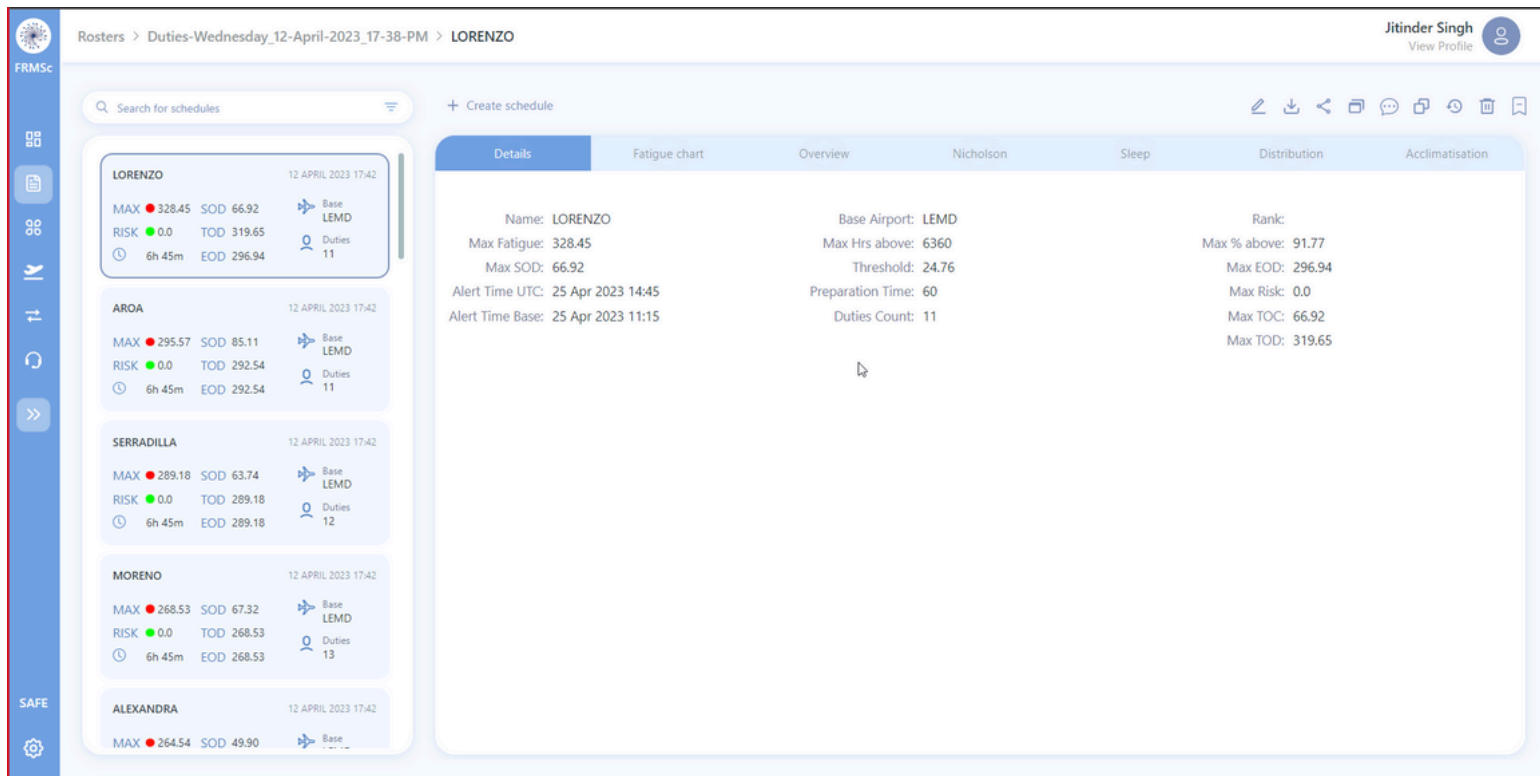 Rosters > Duties-Wednesday_12-April-2023_17-38-PM > LORENZO
Jitinder Singh
View Profile
FRMSc
Search for schedules
+ Create schedule
LORENZO 12 APRIL 2023 17:42
MAX 328.45 SOD 66.92 Base
LEMD
RISK 0.0 TOD 319.65
Duties
6h 45m EOD 296.94 11
AROA 12 APRIL 2023 17:42
MAX 295.57 SOD 85.11 Base
LEMD
RISK 0.0 TOD 292.54
Duties
6h 45m EOD 292.54 11
SERRADILLA 12 APRIL 2023 17:42
MAX 289.18 SOD 63.74 Base
LEMD
RISK 0.0 TOD 289.18
Duties
6h 45m EOD 289.18 12
MORENO 12 APRIL 2023 17:42
MAX 268.53 SOD 67.32 Base
LEMD
RISK 0.0 TOD 268.53
Duties
6h 45m EOD 268.53 13
ALEXANDRA 12 APRIL 2023 17:42
MAX 264.54 SOD 49.90 Base
Details Fatigue chart Overview Nicholson Sleep Distribution Acclimatisation
Name: LORENZO Base Airport: LEMD Rank:
Max Fatigue: 328.45 Max Hrs above: 6360 Max % above: 91.77
Max SOD: 66.92 Threshold: 24.76 Max EOD: 296.94
Alert Time UTC: 25 Apr 2023 14:45 Preparation Time: 60 Max Risk: 0.0
Alert Time Base: 25 Apr 2023 11:15 Duties Count: 11 Max TOC: 66.92
Max TOD: 319.65
SAFE